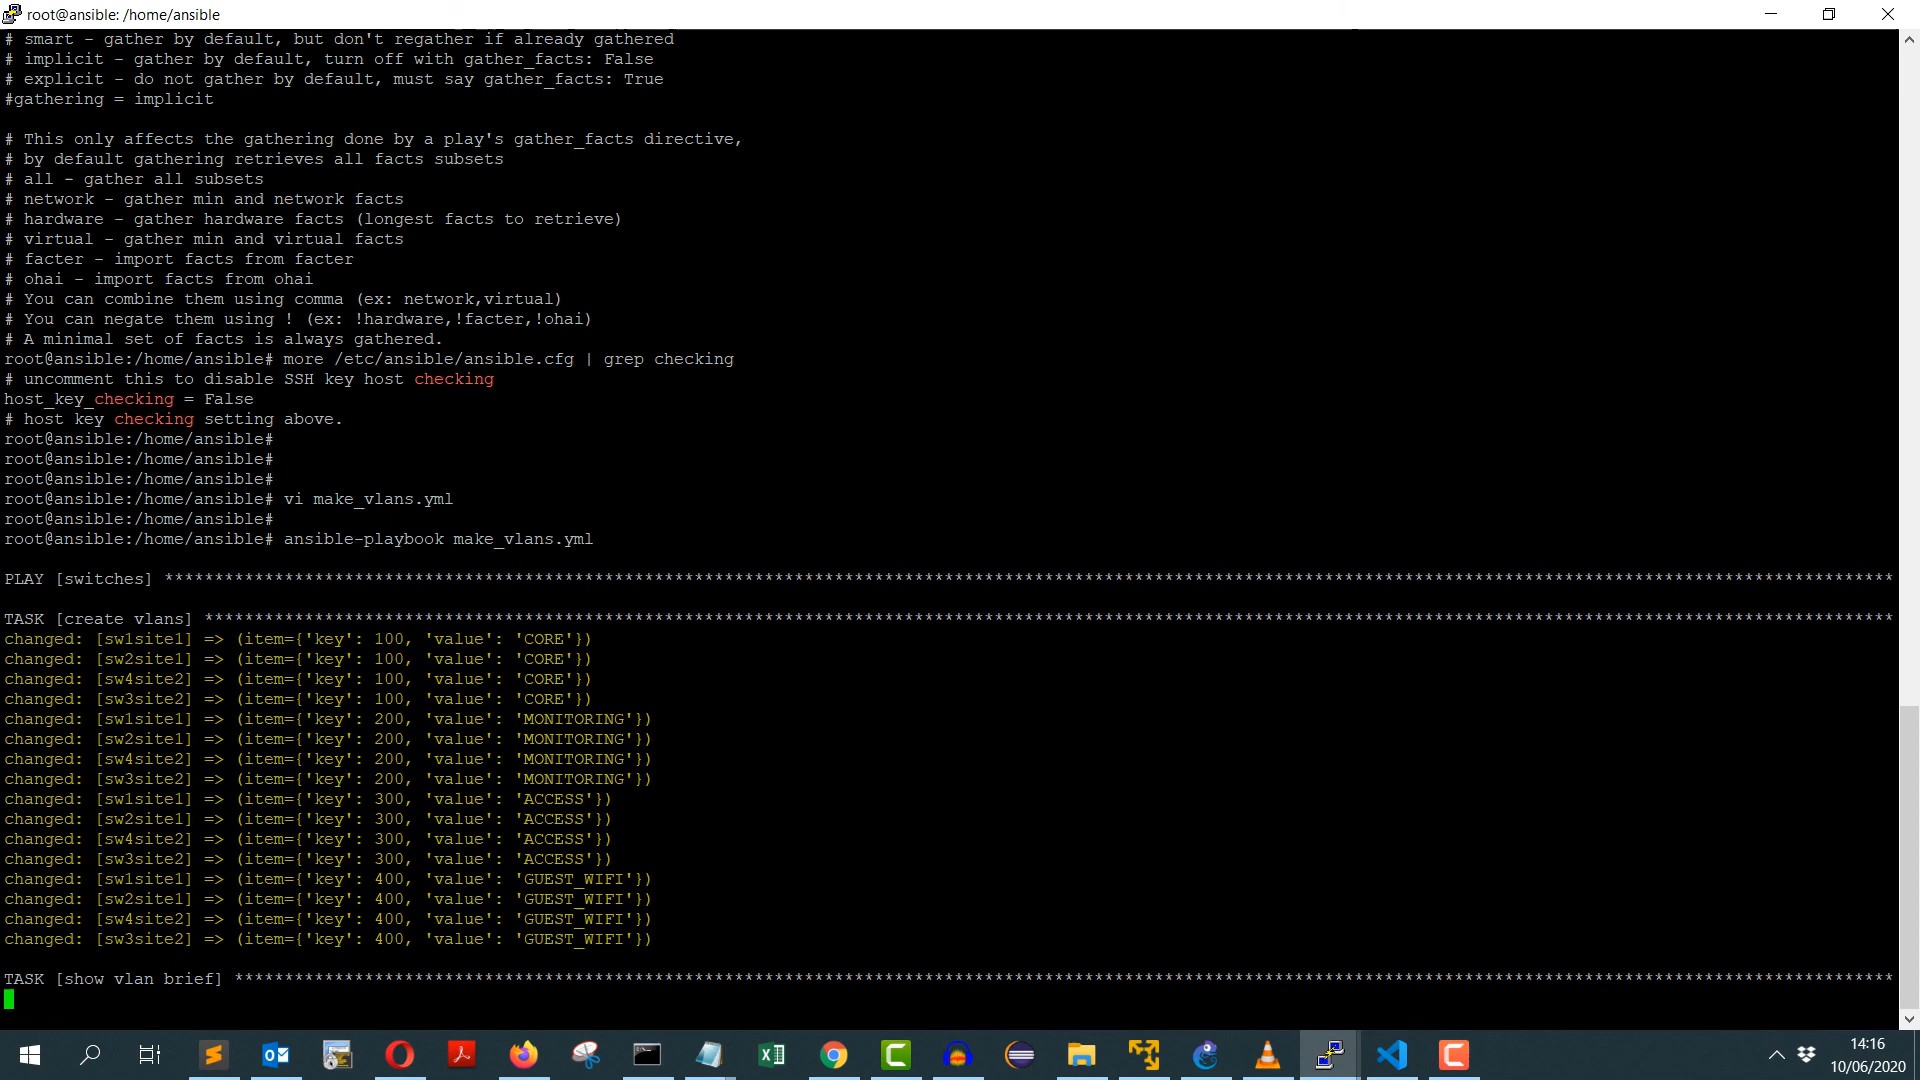 root@ansible: /home/ansible
# smart - gather by default, but don't regather if already gathered
# implicit - gather by default, turn off with gather_facts: False
# explicit - do not gather by default, must say gather_facts: True
#gathering = implicit
# This only affects the gathering done by a play's gather_facts directive,
# by default gathering retrieves all facts subsets
# all - gather all subsets
# network - gather min and network facts
# hardware - gather hardware facts (longest facts to retrieve)
# virtual - gather min and virtual facts
# facter - import facts from facter
# ohai - import facts from ohai
# You can combine them using comma (ex: network,virtual)
# You can negate them using ! (ex: !hardware,!facter,!ohai)
# A minimal set of facts is always gathered.
root@ansible:/home/ansible# more /etc/ansible/ansible.cfg | grep checking
# uncomment this to disable SSH key host checking
host_key_checking = False
# host key checking setting above.
root@ansible:/home/ansible#
root@ansible:/home/ansible#
root@ansible:/home/ansible#
root@ansible:/home/ansible# vi make_vlans.yml
root@ansible:/home/ansible#
root@ansible:/home/ansible# ansible-playbook make_vlans.yml
PLAY [switches] *****************************************************************************************************************************************************************************
TASK [create vlans] *************************************************************************************************************************************************************************
changed: [sw1site1] => (item={'key': 100, 'value': 'CORE'})
changed: [sw2site1] => (item={'key': 100, 'value': 'CORE'})
changed: [sw4site2] => (item={'key': 100, 'value': 'CORE'})
changed: [sw3site2] => (item={'key': 100, 'value': 'CORE'})
changed: [sw1site1] => (item={'key': 200, 'value': 'MONITORING'})
changed: [sw2site1] => (item={'key': 200, 'value': 'MONITORING'})
changed: [sw4site2] => (item={'key': 200, 'value': 'MONITORING'})
changed: [sw3site2] => (item={'key': 200, 'value': 'MONITORING'})
changed: [sw1site1] => (item={'key': 300, 'value': 'ACCESS'})
changed: [sw2site1] => (item={'key': 300, 'value': 'ACCESS'})
changed: [sw4site2] => (item={'key': 300, 'value': 'ACCESS'})
changed: [sw3site2] => (item={'key': 300, 'value': 'ACCESS'})
changed: [sw1site1] => (item={'key': 400, 'value': 'GUEST_WIFI'})
changed: [sw2site1] => (item={'key': 400, 'value': 'GUEST_WIFI'})
changed: [sw4site2] => (item={'key': 400, 'value': 'GUEST_WIFI'})
changed: [sw3site2] => (item={'key': 400, 'value': 'GUEST_WIFI'})
TASK [show vlan brief] **********************************************************************************************************************************************************************
14:16
10/06/2020